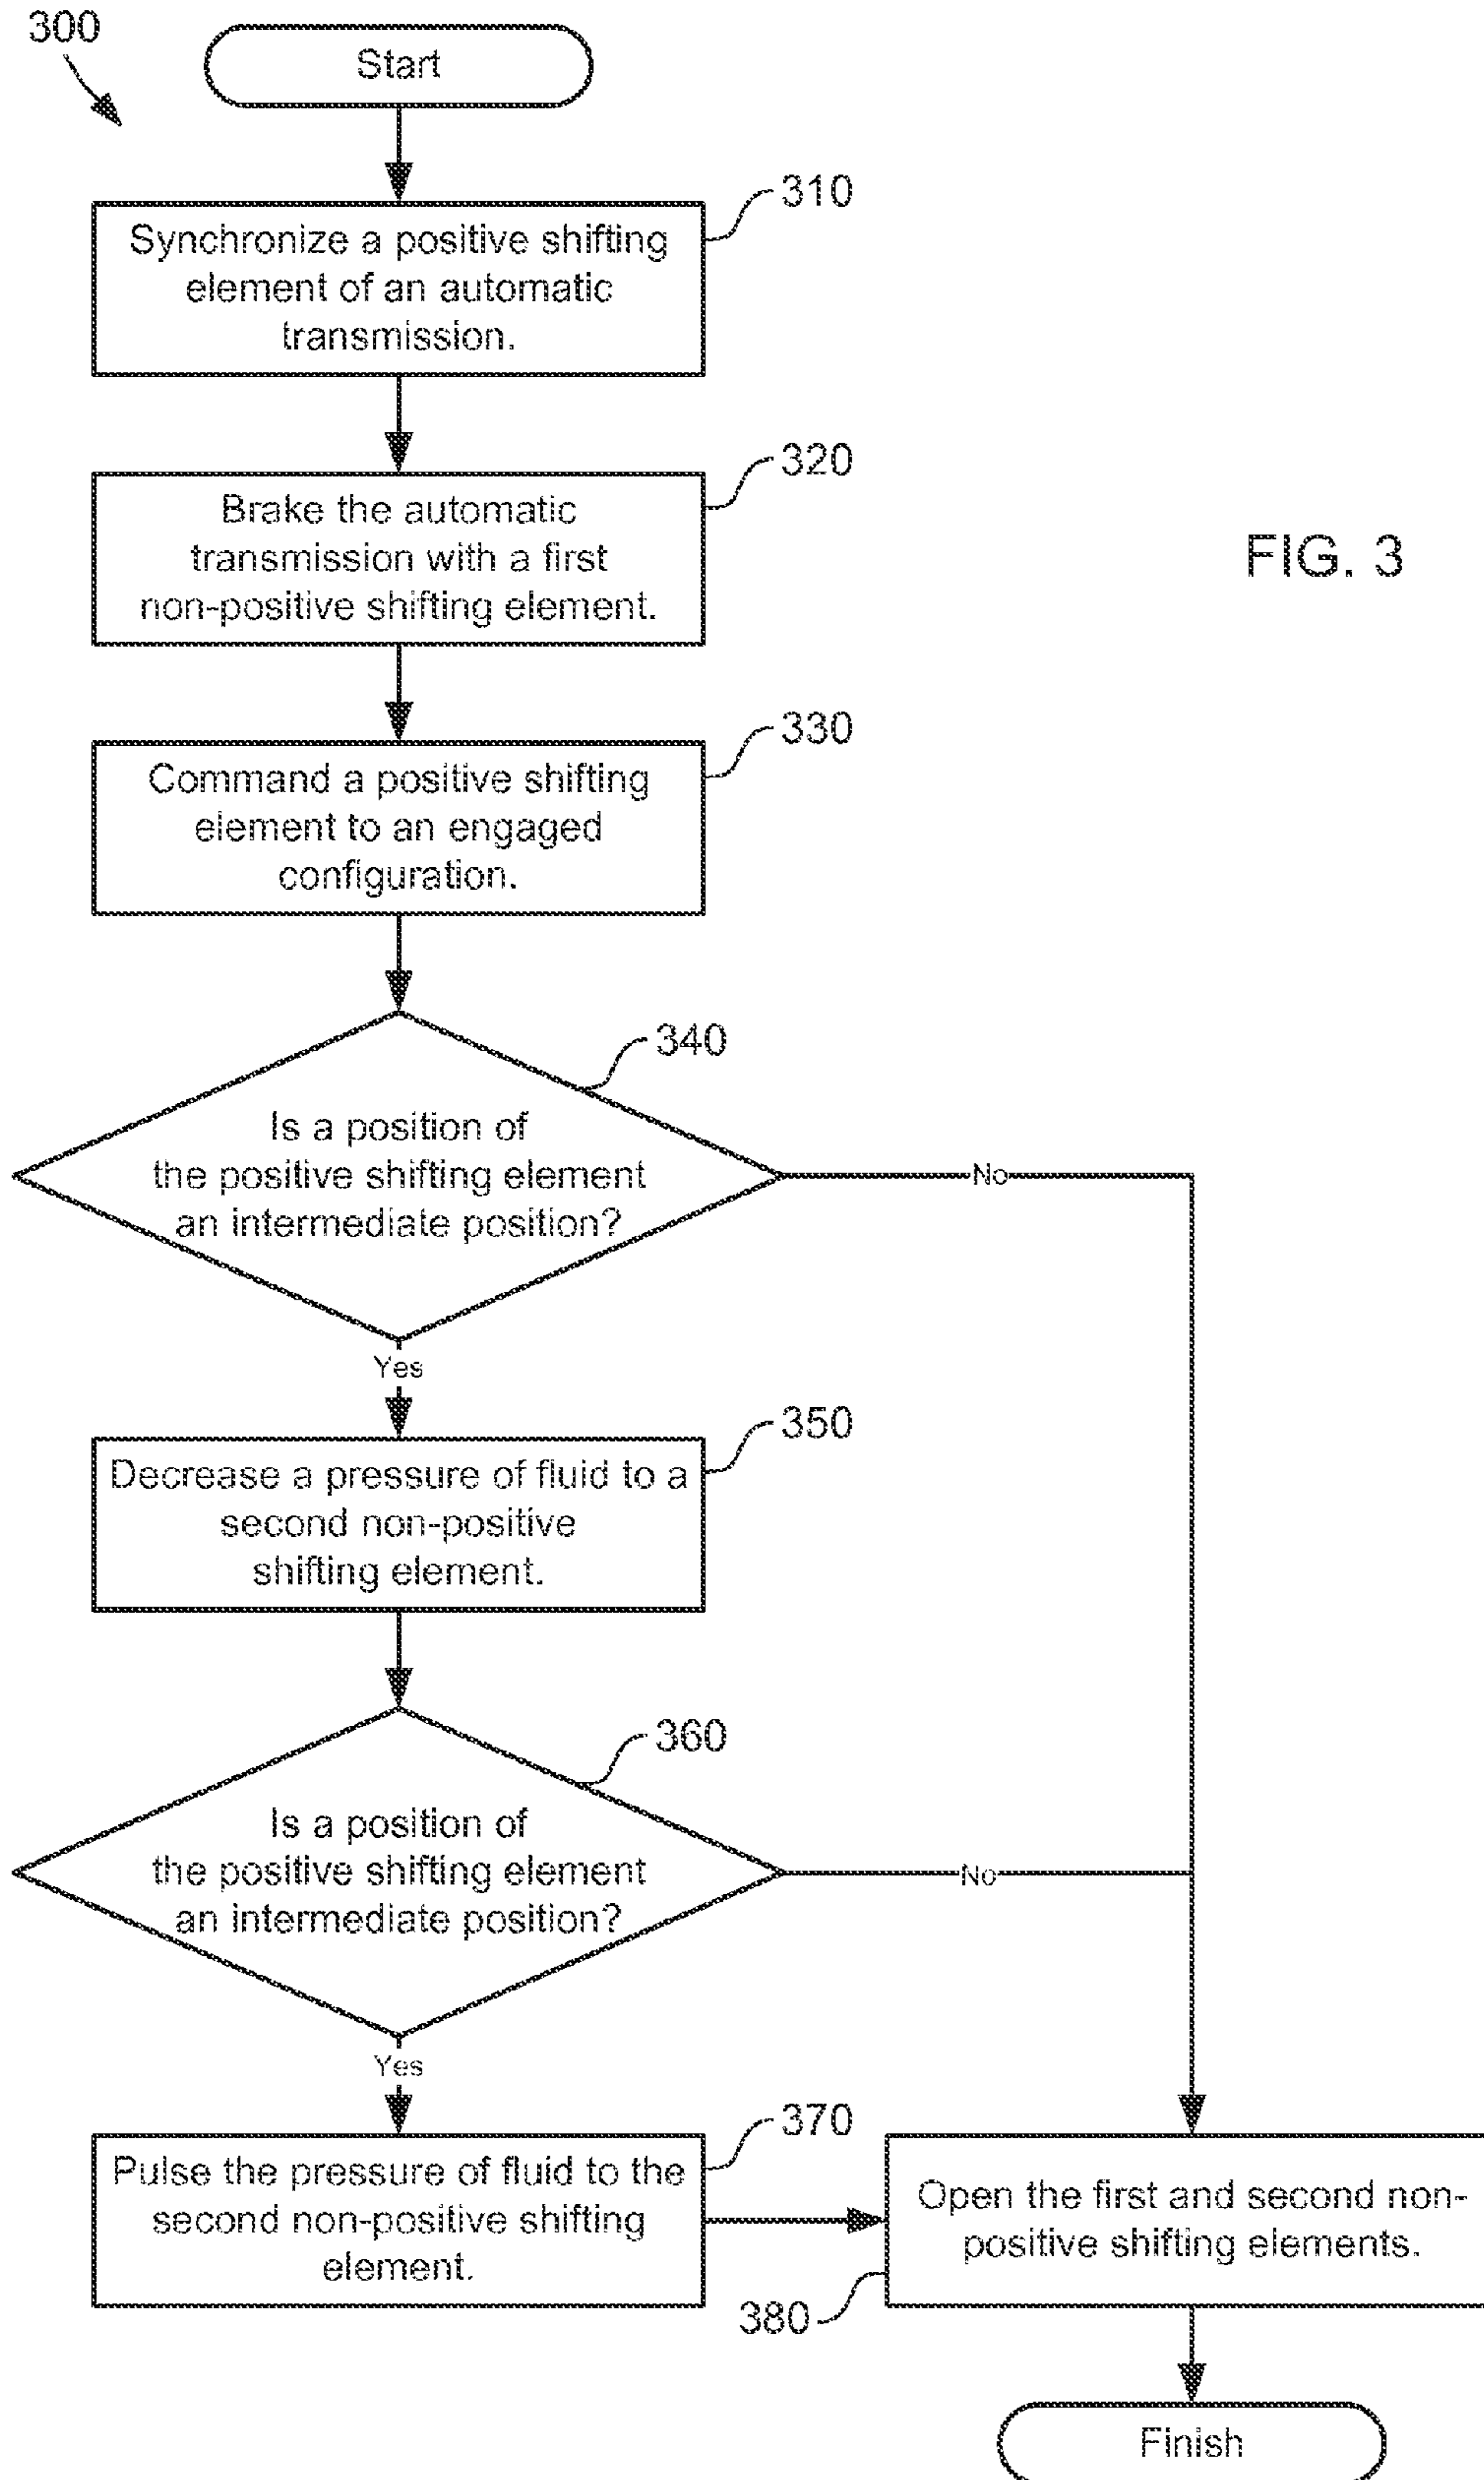 300
Start
310
Synchronize a positive shifting
element of an automatic
transmission.
320
Brake the automatic
transmission with a first
non-positive shifting element.
FIG. 3
330
Command a positive shifting
element to an engaged
configuration.
340
Is a position of
the positive shifting element
an intermediate position?
No
Yes
350
Decrease a pressure of fluid to a
second non-positive
shifting element.
360
Is a position of
the positive shifting element
an intermediate position?
No
Yes
370
Pulse the pressure of fluid to the
second non-positive shifting
element.
Open the first and second non-
positive shifting elements.
380
Finish